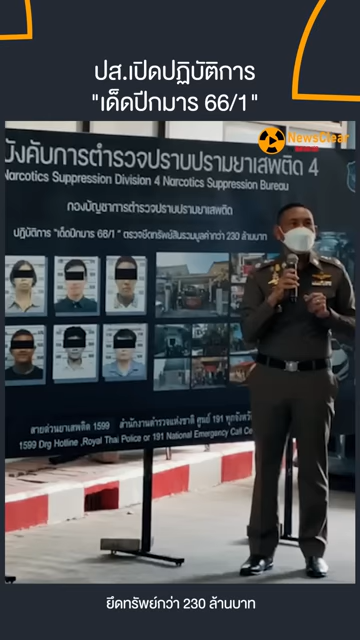 ปส.เปิดปฏิบัติการ
"เด็ดปีกมาร 66/1"
NewsClear
บังคับการตำรวจปราบปรามยาเสพติด 4
Narcotics Suppression Division 4 Narcotics Suppression Bureau
กองบัญชาการตำรวจปราบปรามยาเสพติด
ปฏิบัติการ "เด็ดปีกมาร 66/1 " ตรวจยึดทรัพย์สินรวมมูลค่ากว่า 230 ล้านบาท
สายด่วนยาเสพติด 1599 สำนักงานตำรวจแห่งชาติ ศูนย์ 191 ทุกจังหวัด
1599 Drg Hotline ,Royal Thai Police or 191 National Emergency Call Cente
ยึดทรัพย์กว่า 230 ล้านบาท